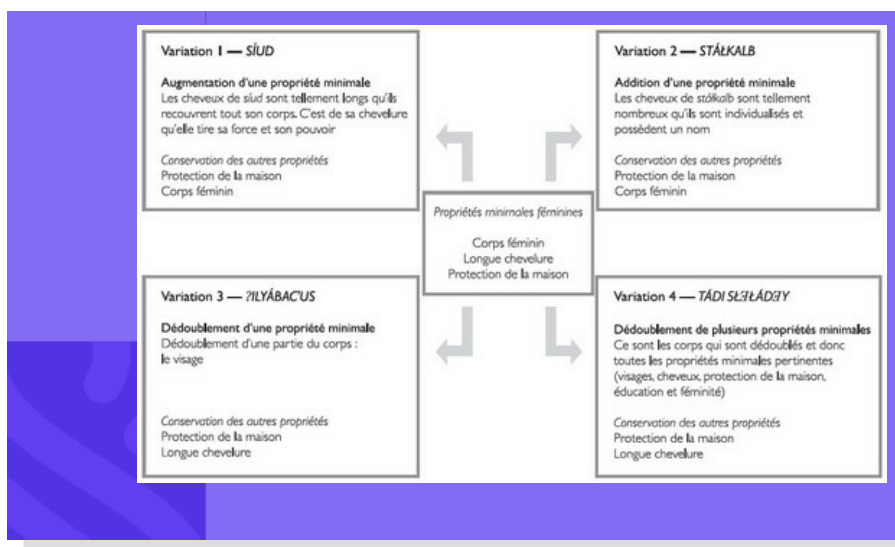 Variation 1 — SÍUD
Augmentation d'une propriété minimale
Les cheveux de síud sont tellement longs qu'ils
recouvrent tout son corps. C'est de sa chevelure
qu'elle tire sa force et son pouvoir
Conservation des autres propriétés
Protection de la maison
Corps féminin
Variation 2 — STÁŁKALB
Addition d'une propriété minimale
Les cheveux de stáłkalb sont tellement
nombreux qu'ils sont individualisés et
possèdent un nom
Conservation des autres propriétés
Protection de la maison
Corps féminin
Propriétés minimales féminines
Corps féminin
Longue chevelure
Protection de la maison
Variation 3 — ʔILYÁBAC'US
Dédoublement d'une propriété minimale
Dédoublement d'une partie du corps :
le visage
Conservation des autres propriétés
Protection de la maison
Longue chevelure
Variation 4 — TÁDI SŁƎŁÁDƎY
Dédoublement de plusieurs propriétés minimales
Ce sont les corps qui sont dédoublés et donc
toutes les propriétés minimales pertinentes
(visages, cheveux, protection de la maison,
éducation et féminité)
Conservation des autres propriétés
Protection de la maison
Longue chevelure